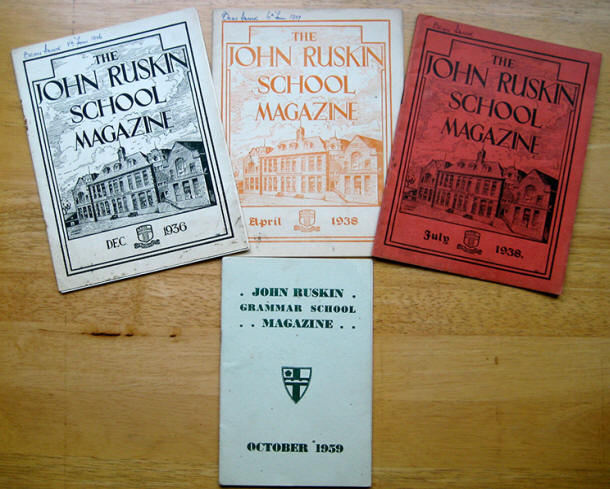 THE
JOHN RUSKIN
SCHOOL
MAGAZINE
DEC 1936
THE
JOHN RUSKIN
SCHOOL
MAGAZINE
April 1938
THE
JOHN RUSKIN
SCHOOL
MAGAZINE
July 1938.
. JOHN RUSKIN .
GRAMMAR SCHOOL
. . MAGAZINE . .
OCTOBER 1959